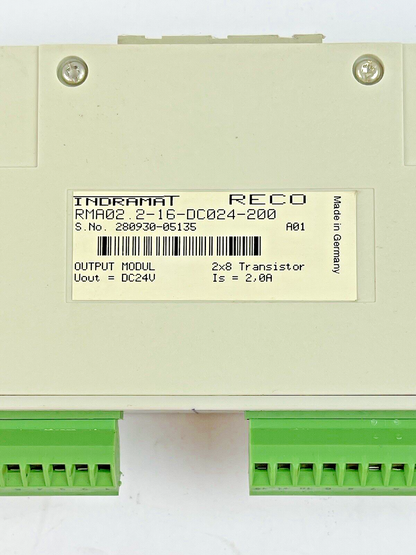 INDRAMAT RECO
RMA02.2-16-DC024-200
S.No. 280930-05135 A01
OUTPUT MODUL 2x8 Transistor
Uout = DC24V Is = 2,0A
Made in Germany